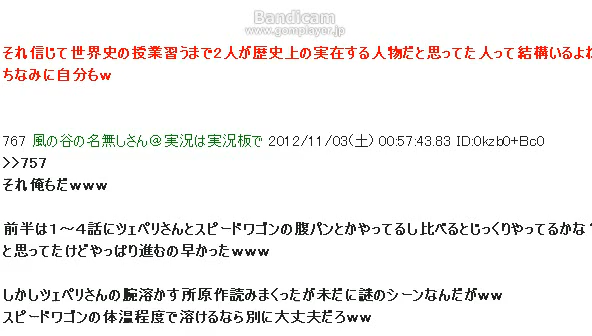 Bandicam
www.gomplayer.jp
それ信じて世界史の授業習うまで2人が歴史上の実在する人物だと思ってた人って結構いるよね
ちなみに自分もw
767 風の谷の名無しさん@実況は実況板で 2012/11/03(土) 00:57:43.83 ID:0kzb0+Bc0
>>757
それ俺もだwww
前半は1～4話にツェペリさんとスピードワゴンの腹パンとかやってるし比べるとじっくりやってるかな?
と思ってたけどやっぱり進むの早かったwww
しかしツェペリさんの腕溶かす所原作読みまくったが未だに謎のシーンなんだがww
スピードワゴンの体温程度で溶けるなら別に大丈夫だろww